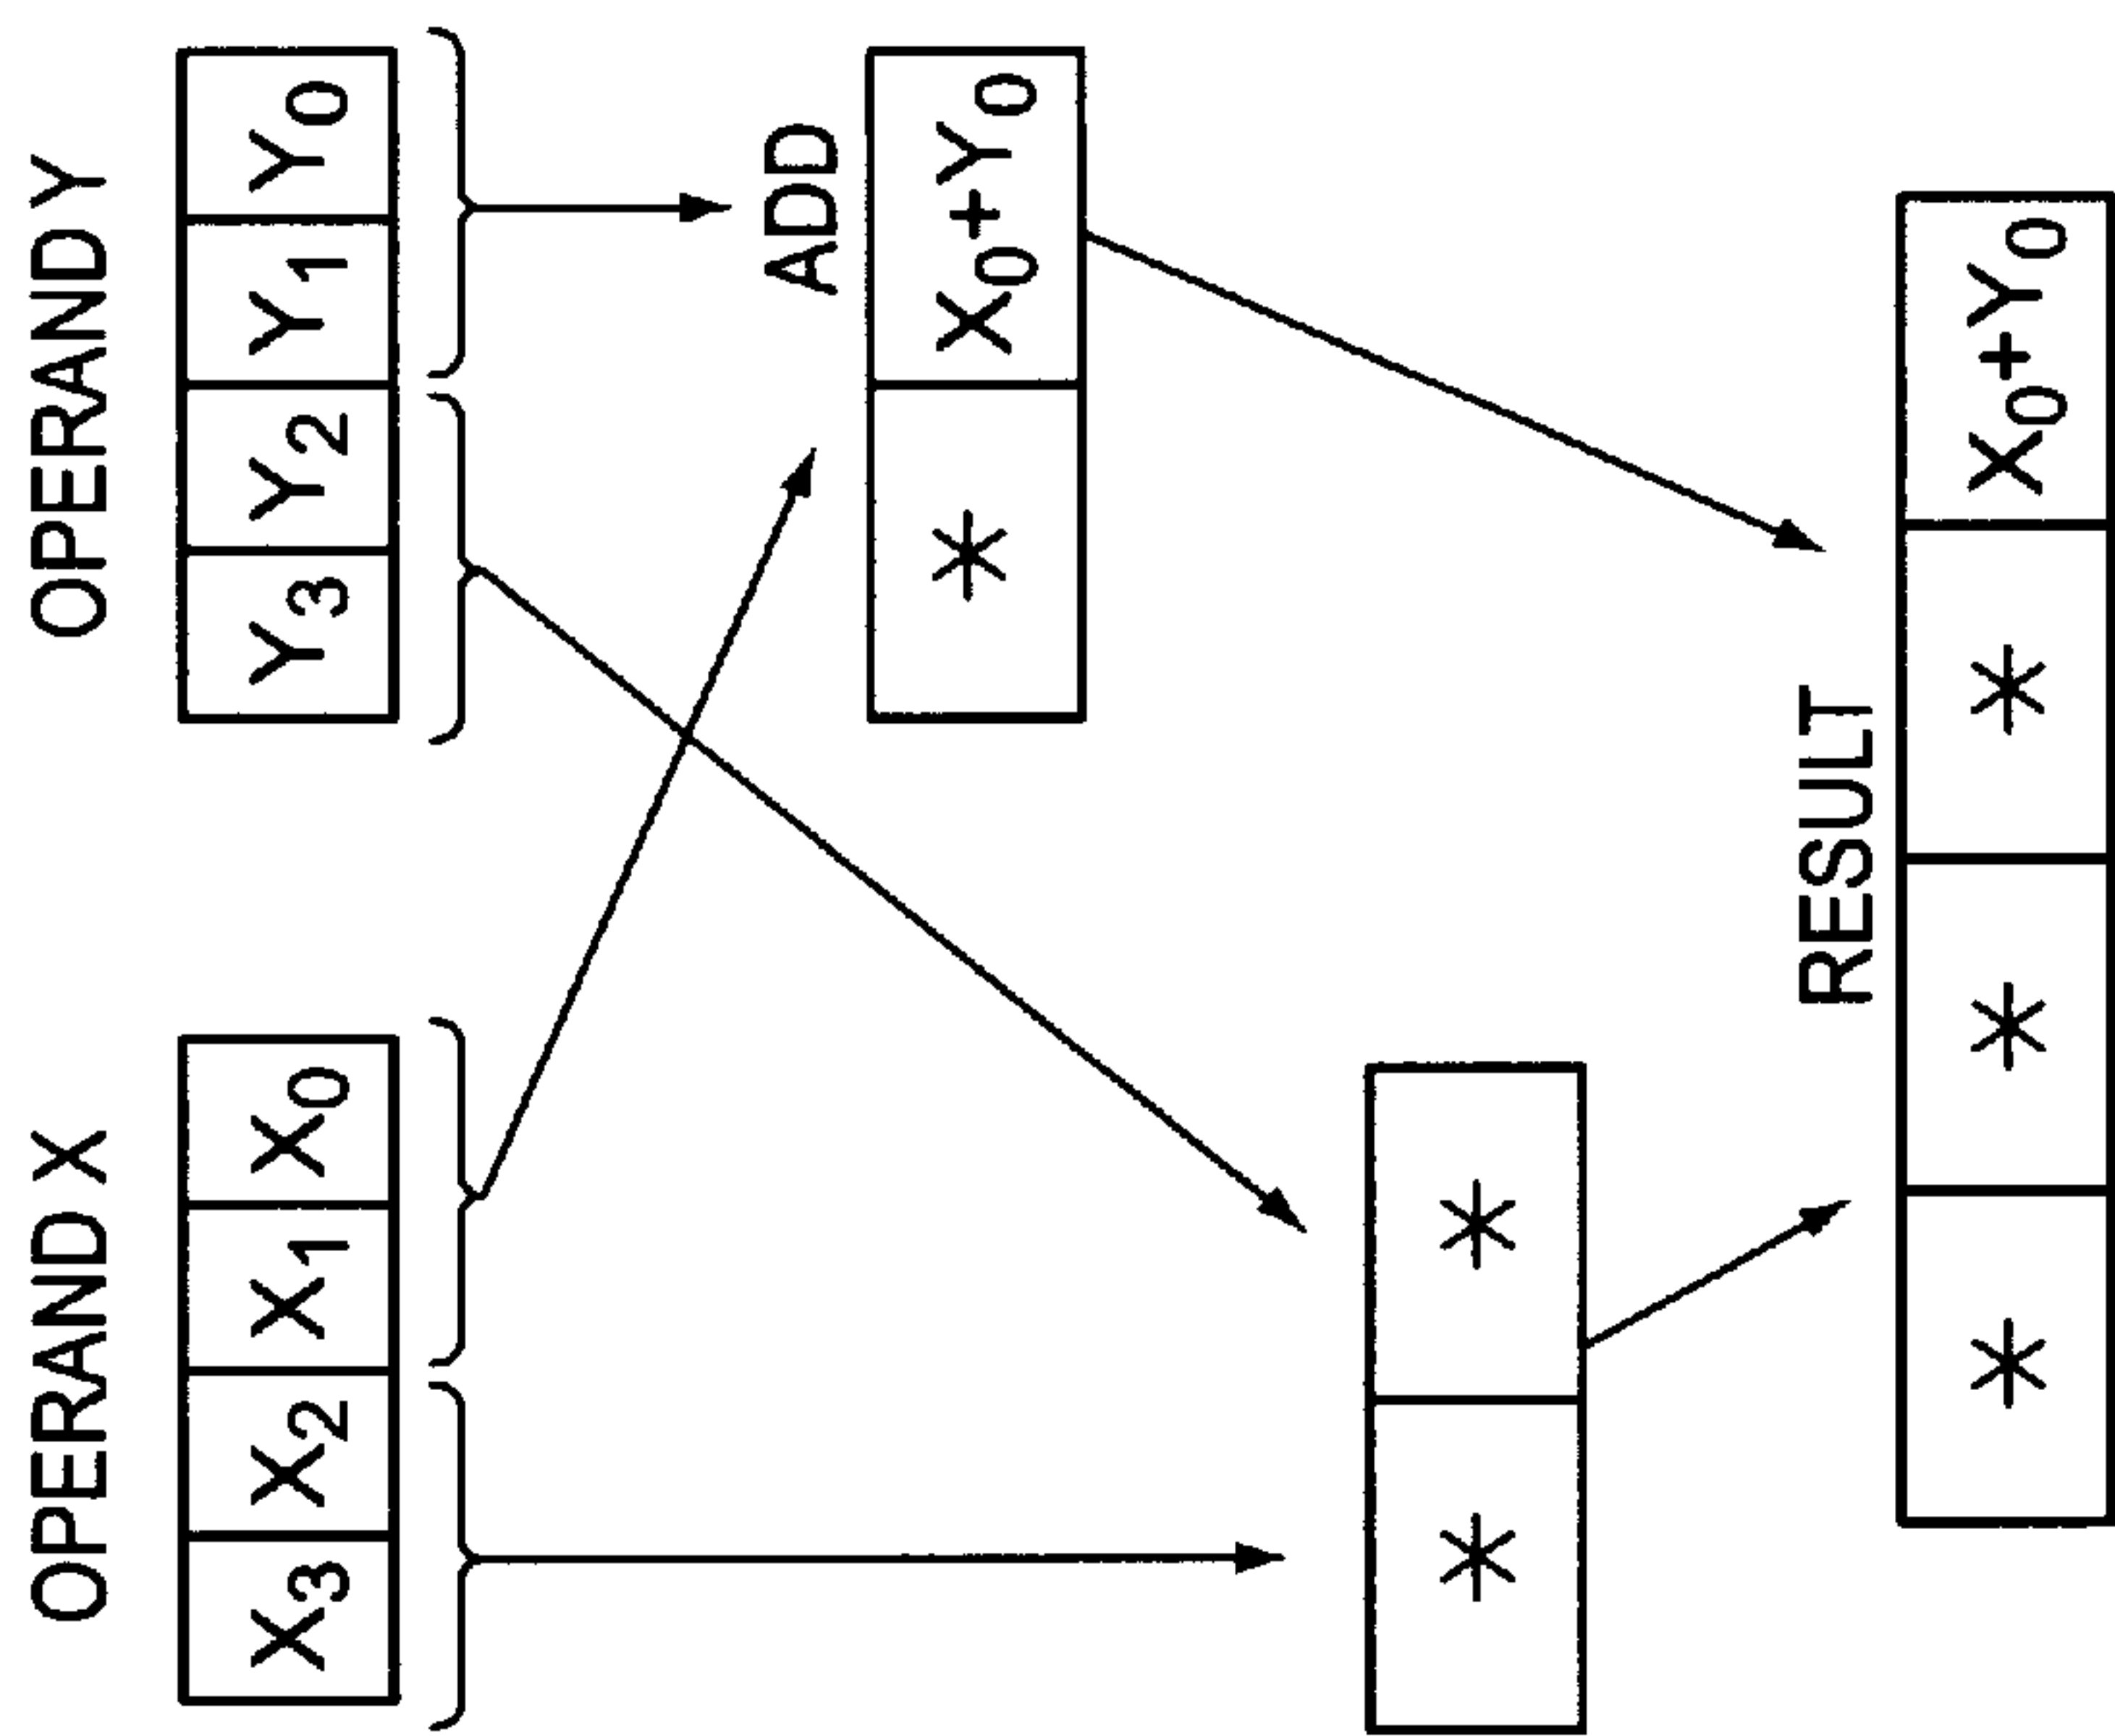 OPERAND X OPERAND Y
X3 X2 X1 X0 Y3 Y2 Y1 Y0
ADD
* X0+Y0
* *
RESULT
* * * X0+Y0